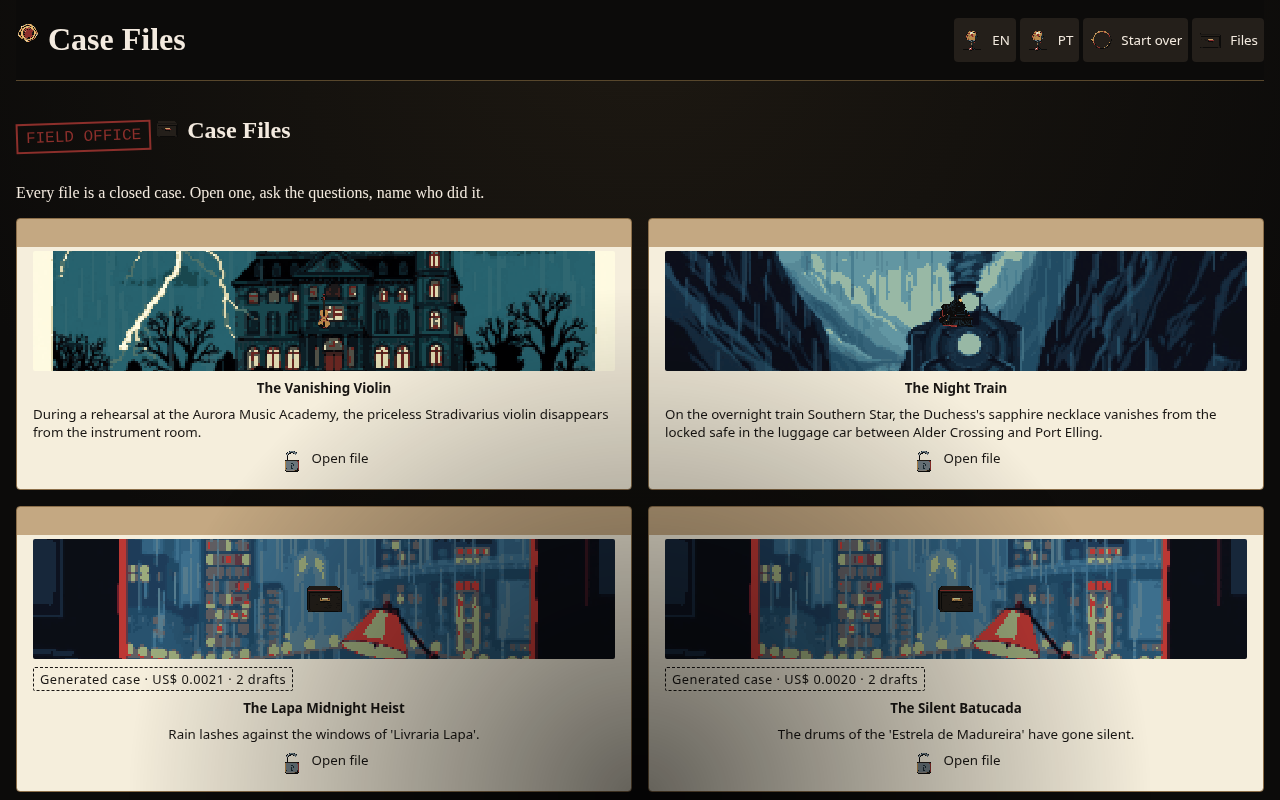 Case Files
EN
PT
Start over
Files
FIELD OFFICE
Case Files
Every file is a closed case. Open one, ask the questions, name who did it.
The Vanishing Violin
During a rehearsal at the Aurora Music Academy, the priceless Stradivarius violin disappears
from the instrument room.
Open file
The Night Train
On the overnight train Southern Star, the Duchess's sapphire necklace vanishes from the
locked safe in the luggage car between Alder Crossing and Port Elling.
Open file
Generated case · US$ 0.0021 · 2 drafts
The Lapa Midnight Heist
Rain lashes against the windows of 'Livraria Lapa'.
Open file
Generated case · US$ 0.0020 · 2 drafts
The Silent Batucada
The drums of the 'Estrela de Madureira' have gone silent.
Open file